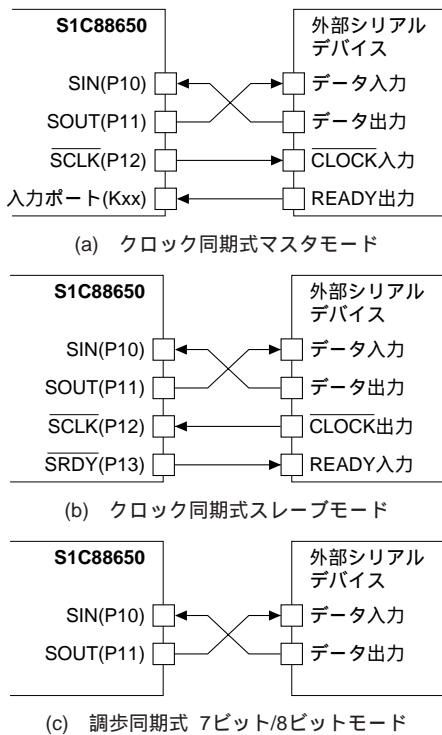 S1C88650 外部シリアル
デバイス
SIN(P10) データ入力
SOUT(P11) データ出力
SCLK(P12) CLOCK入力
入力ポート(Kxx) READY出力
(a) クロック同期式マスタモード
S1C88650 外部シリアル
デバイス
SIN(P10) データ入力
SOUT(P11) データ出力
SCLK(P12) CLOCK出力
SRDY(P13) READY入力
(b) クロック同期式スレーブモード
S1C88650 外部シリアル
デバイス
SIN(P10) データ入力
SOUT(P11) データ出力
(c) 調歩同期式 7ビット/8ビットモード